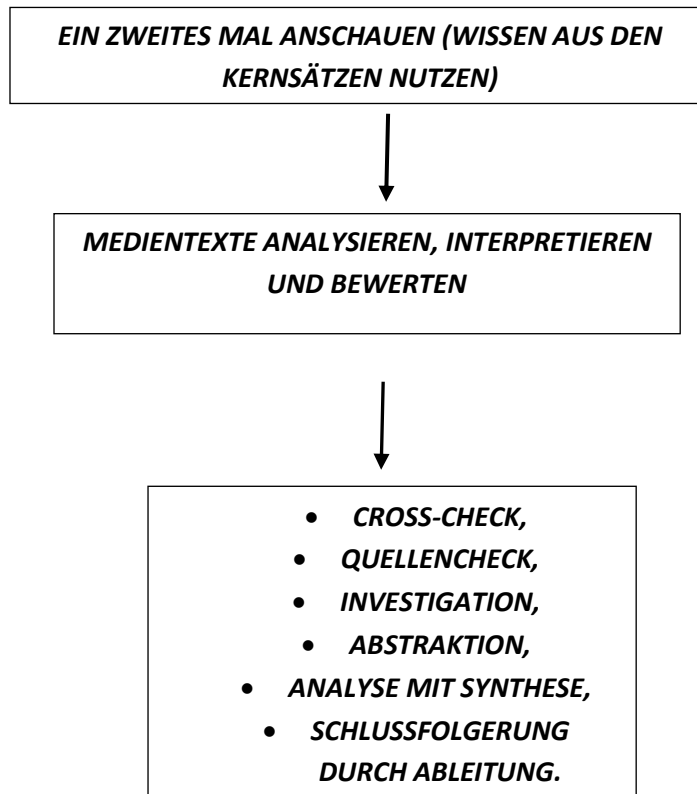 EIN ZWEITES MAL ANSCHAUEN (WISSEN AUS DEN
KERNSÄTZEN NUTZEN)
MEDIENTEXTE ANALYSIEREN, INTERPRETIEREN
UND BEWERTEN
• CROSS-CHECK,
• QUELLENCHECK,
• INVESTIGATION,
• ABSTRAKTION,
• ANALYSE MIT SYNTHESE,
• SCHLUSSFOLGERUNG
DURCH ABLEITUNG.